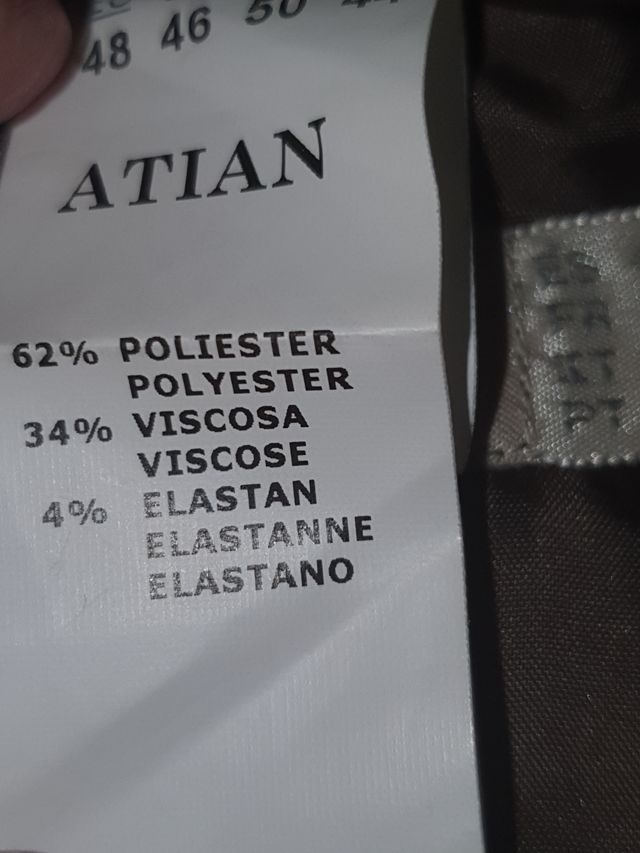 48 46 50
ATIAN
62% POLIESTER
POLYESTER
34% VISCOSA
VISCOSE
4% ELASTAN
ELASTANNE
ELASTANO